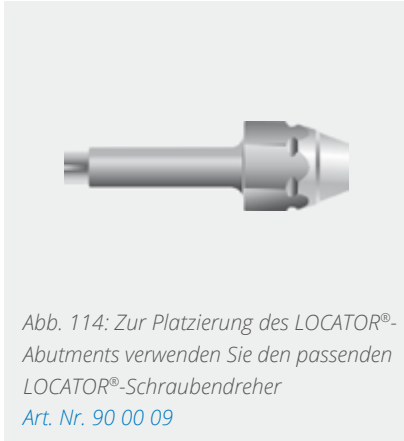 Abb. 114: Zur Platzierung des LOCATOR®-
Abutments verwenden Sie den passenden
LOCATOR®-Schraubendreher
Art. Nr. 90 00 09